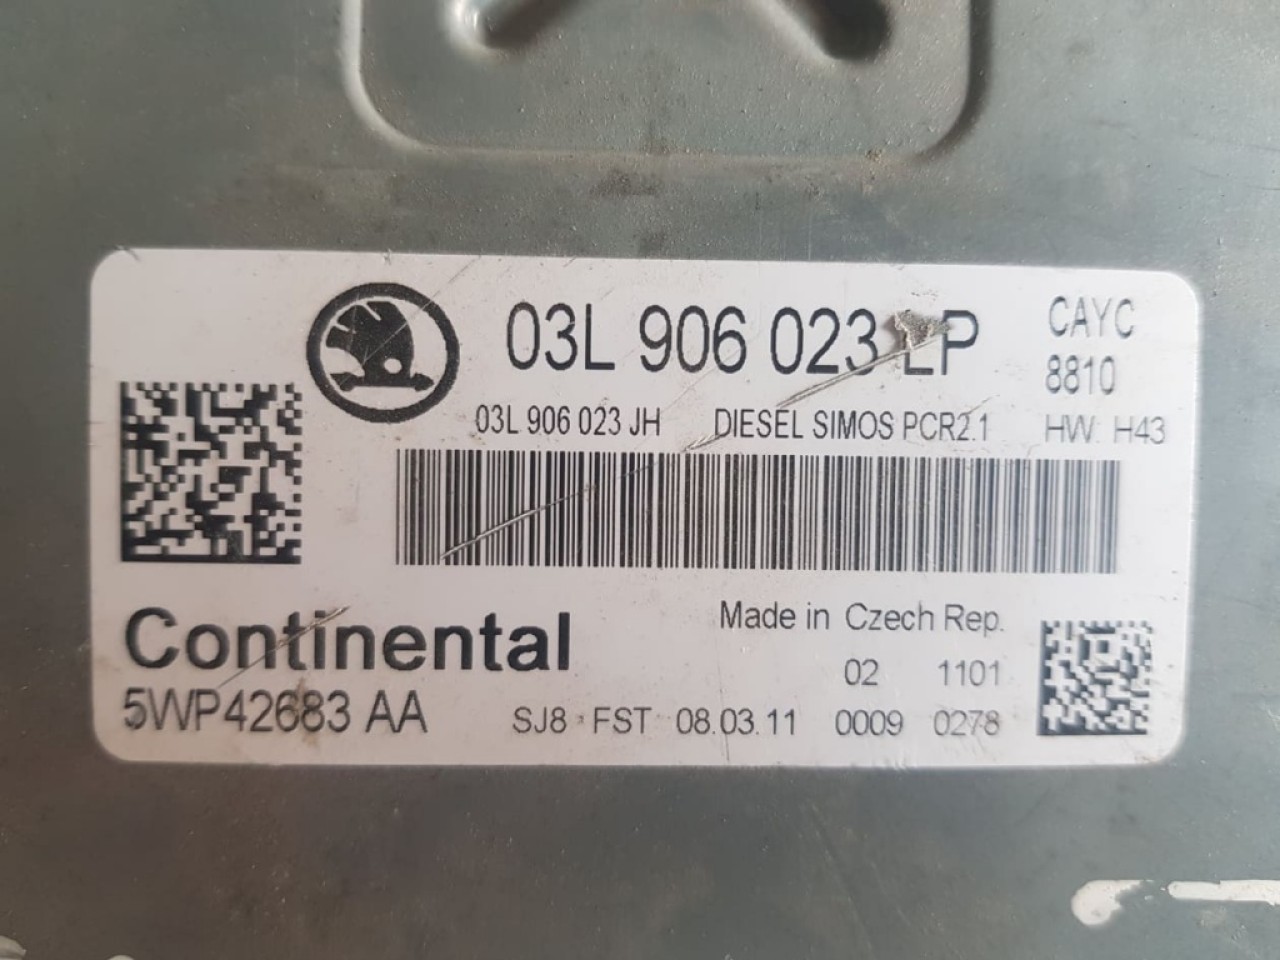 03L 906 023 LP
CAYC
8810
03L 906 023 JH DIESEL SIMOS PCR2.1 HW: H43
Continental
Made in Czech Rep.
02 1101
5WP42683 AA
SJ8 FST 08.03.11 0009 0278